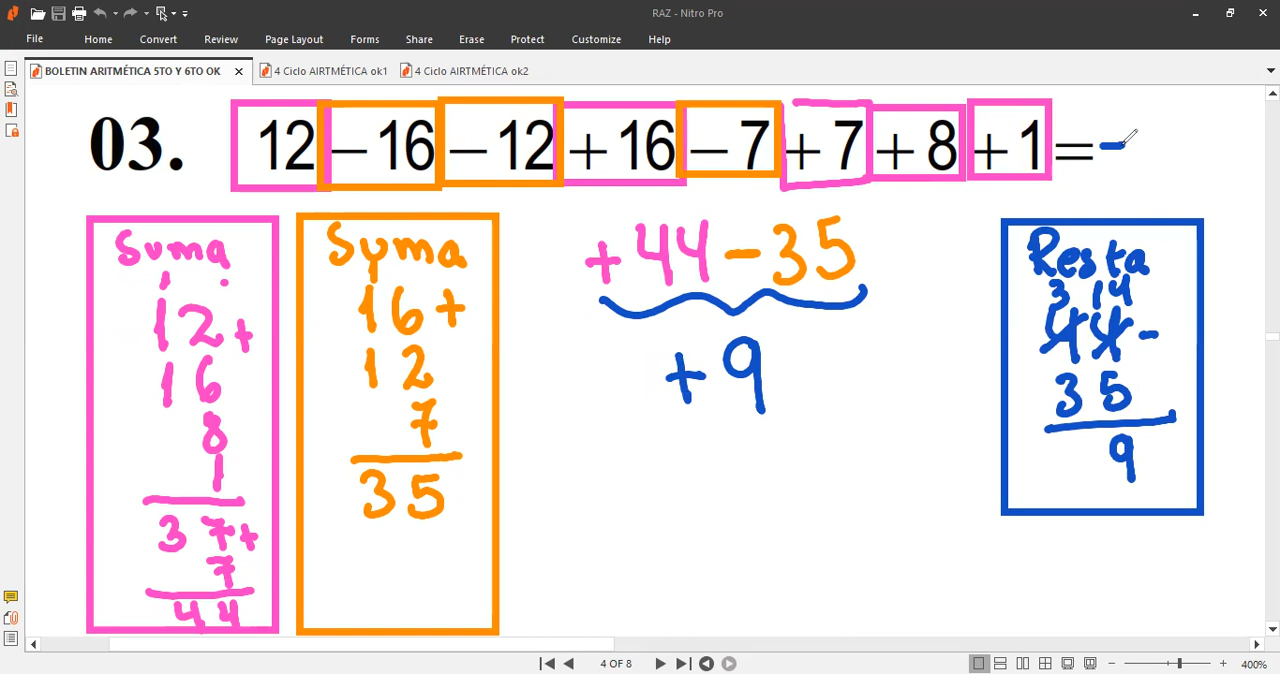 RAZ - Nitro Pro
File Home Convert Review Page Layout Forms Share Erase Protect Customize Help
BOLETIN ARITMÉTICA 5TO Y 6TO OK × 4 Ciclo AIRTMÉTICA ok1 4 Ciclo AIRTMÉTICA ok2
03. 12 − 16 − 12 + 16 − 7 + 7 + 8 + 1 = -
Suma
12+
16
8
1
37+
7
44
Suma
16+
12
7
35
+44-35
+9
Resta
3 14
44-
35
9
4 OF 8
400%